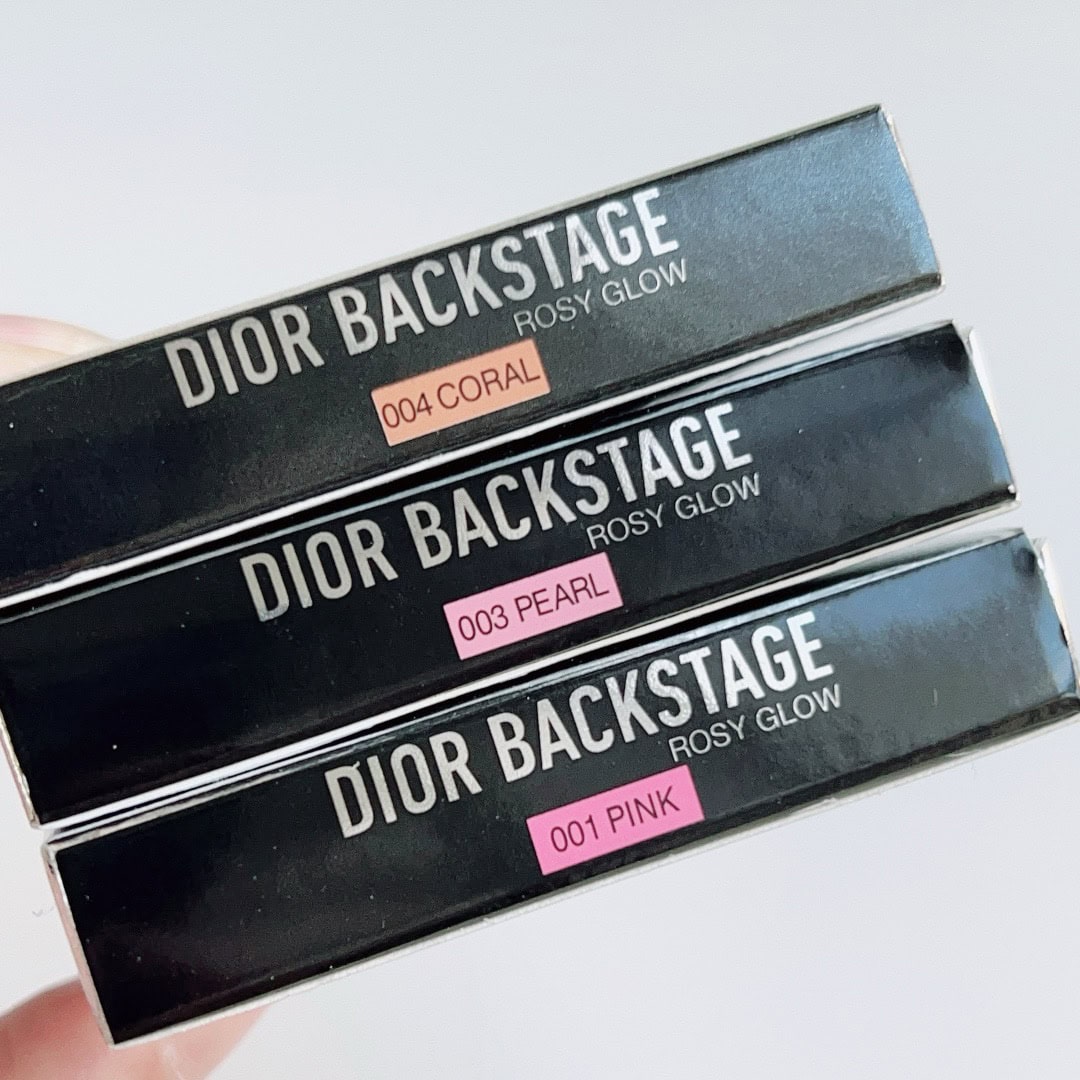 DIOR BACKSTAGE
ROSY GLOW
004 CORAL
DIOR BACKSTAGE
ROSY GLOW
003 PEARL
DIOR BACKSTAGE
ROSY GLOW
001 PINK